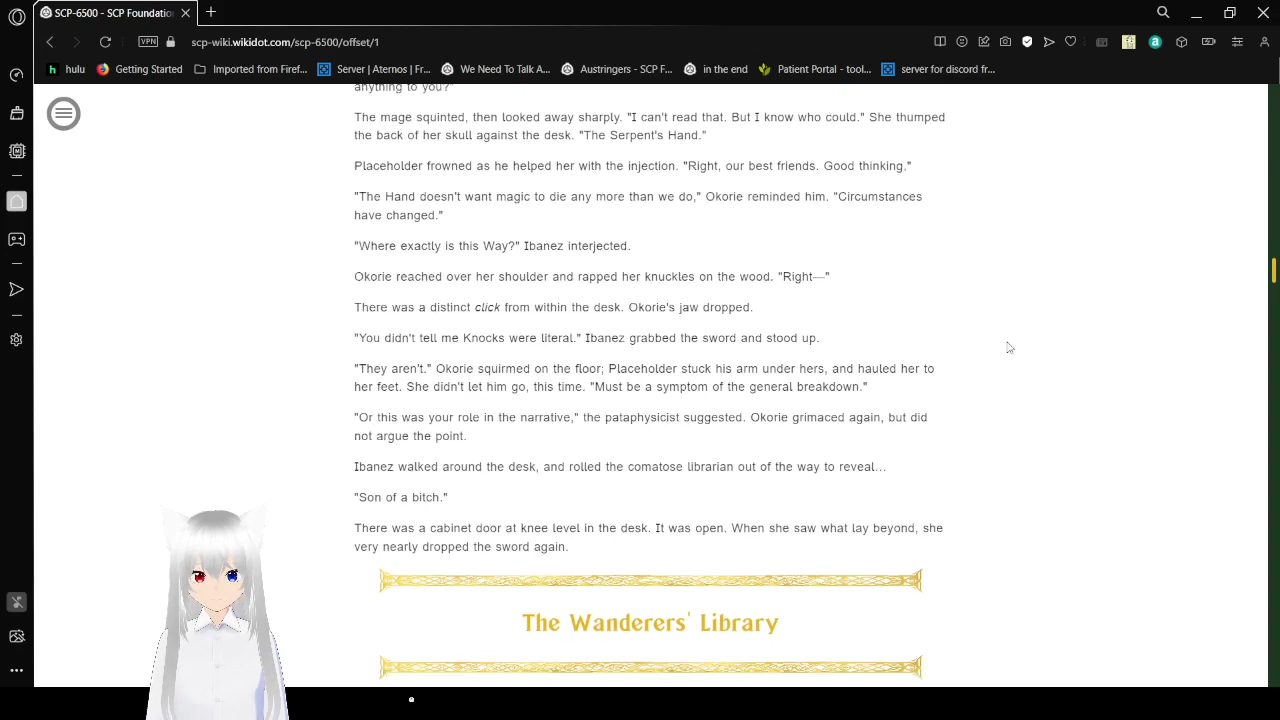 SCP-6500 - SCP Foundatio
VPN
scp-wiki.wikidot.com/scp-6500/offset/1
hulu
Getting Started
Imported from Firef...
Server | Aternos | Fr...
We Need To Talk A...
Austringers - SCP F...
in the end
Patient Portal - tool...
server for discord fr...
anything to you?"
The mage squinted, then looked away sharply. "I can't read that. But I know who could." She thumped
the back of her skull against the desk. "The Serpent's Hand."
Placeholder frowned as he helped her with the injection. "Right, our best friends. Good thinking."
"The Hand doesn't want magic to die any more than we do," Okorie reminded him. "Circumstances
have changed."
"Where exactly is this Way?" Ibanez interjected.
Okorie reached over her shoulder and rapped her knuckles on the wood. "Right—"
There was a distinct click from within the desk. Okorie's jaw dropped.
"You didn't tell me Knocks were literal." Ibanez grabbed the sword and stood up.
"They aren't." Okorie squirmed on the floor; Placeholder stuck his arm under hers, and hauled her to
her feet. She didn't let him go, this time. "Must be a symptom of the general breakdown."
"Or this was your role in the narrative," the pataphysicist suggested. Okorie grimaced again, but did
not argue the point.
Ibanez walked around the desk, and rolled the comatose librarian out of the way to reveal…
"Son of a bitch."
There was a cabinet door at knee level in the desk. It was open. When she saw what lay beyond, she
very nearly dropped the sword again.
The Wanderers' Library